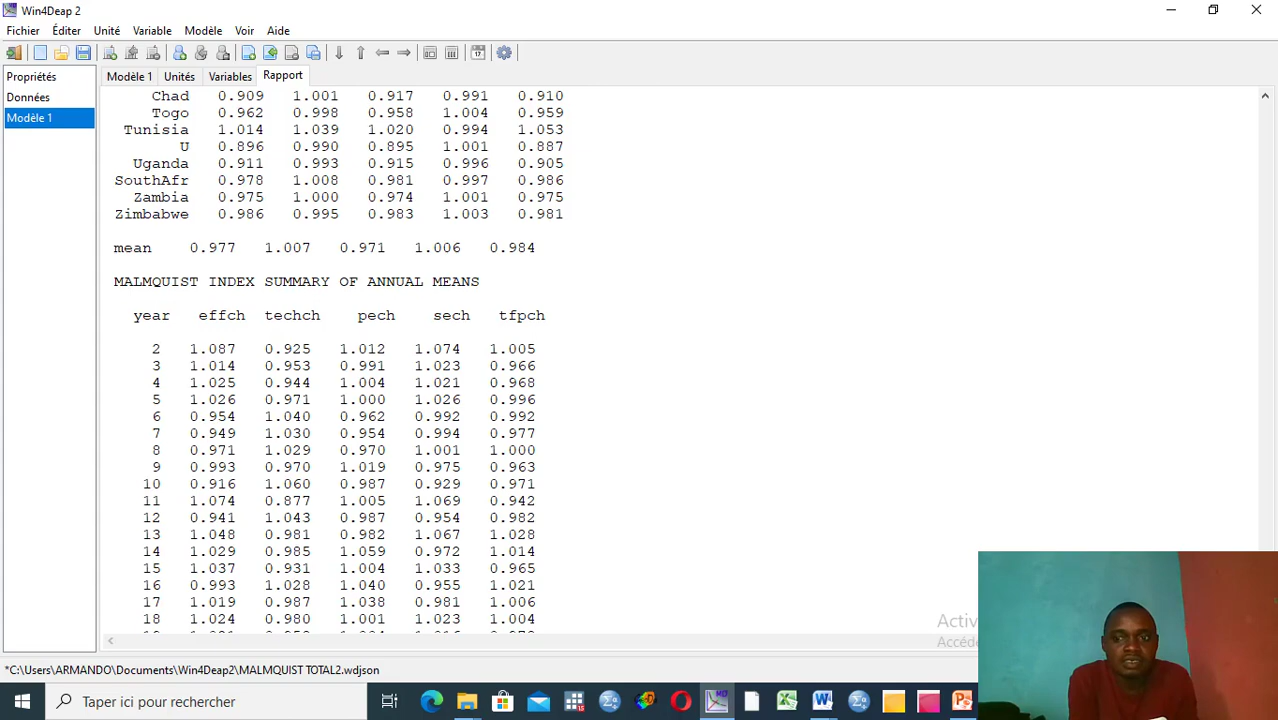 Win4Deap 2
Fichier Éditer Unité Variable Modèle Voir Aide
Propriétés
Données
Modèle 1
Modèle 1 Unités Variables Rapport
Chad 0.909 1.001 0.917 0.991 0.910
Togo 0.962 0.998 0.958 1.004 0.959
Tunisia 1.014 1.039 1.020 0.994 1.053
U 0.896 0.990 0.895 1.001 0.887
Uganda 0.911 0.993 0.915 0.996 0.905
SouthAfr 0.978 1.008 0.981 0.997 0.986
Zambia 0.975 1.000 0.974 1.001 0.975
Zimbabwe 0.986 0.995 0.983 1.003 0.981
mean 0.977 1.007 0.971 1.006 0.984
MALMQUIST INDEX SUMMARY OF ANNUAL MEANS
year effch techch pech sech tfpch
2 1.087 0.925 1.012 1.074 1.005
3 1.014 0.953 0.991 1.023 0.966
4 1.025 0.944 1.004 1.021 0.968
5 1.026 0.971 1.000 1.026 0.996
6 0.954 1.040 0.962 0.992 0.992
7 0.949 1.030 0.954 0.994 0.977
8 0.971 1.029 0.970 1.001 1.000
9 0.993 0.970 1.019 0.975 0.963
10 0.916 1.060 0.987 0.929 0.971
11 1.074 0.877 1.005 1.069 0.942
12 0.941 1.043 0.987 0.954 0.982
13 1.048 0.981 0.982 1.067 1.028
14 1.029 0.985 1.059 0.972 1.014
15 1.037 0.931 1.004 1.033 0.965
16 0.993 1.028 1.040 0.955 1.021
17 1.019 0.987 1.038 0.981 1.006
18 1.024 0.980 1.001 1.023 1.004
Activ
Accéde
*C:\Users\ARMANDO\Documents\Win4Deap2\MALMQUIST TOTAL2.wdjson
Taper ici pour rechercher